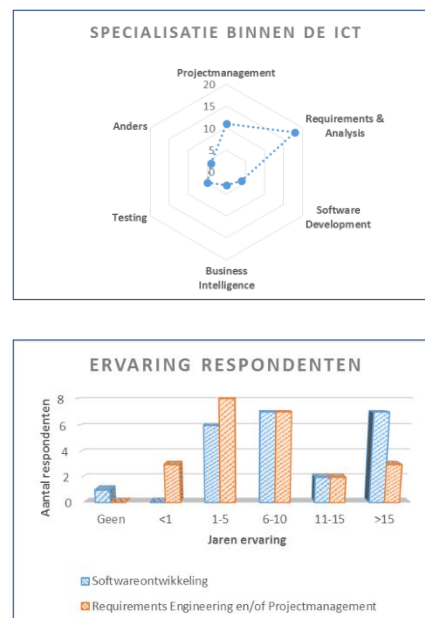 SPECIALISATIE BINNEN DE ICT
Projectmanagement
20
15
10
5
0
Requirements &
Analysis
Software
Development
Business
Intelligence
Testing
Anders
ERVARING RESPONDENTEN
Aantal respondenten
8
6
4
2
0
Geen
<1
1-5
6-10
11-15
>15
Jaren ervaring
Softwareontwikkeling
Requirements Engineering en/of Projectmanagement